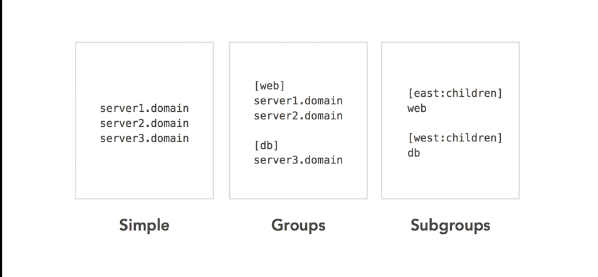 server1.domain
server2.domain
server3.domain
Simple
[web]
server1.domain
server2.domain
[db]
server3.domain
Groups
[east:children]
web
[west:children]
db
Subgroups